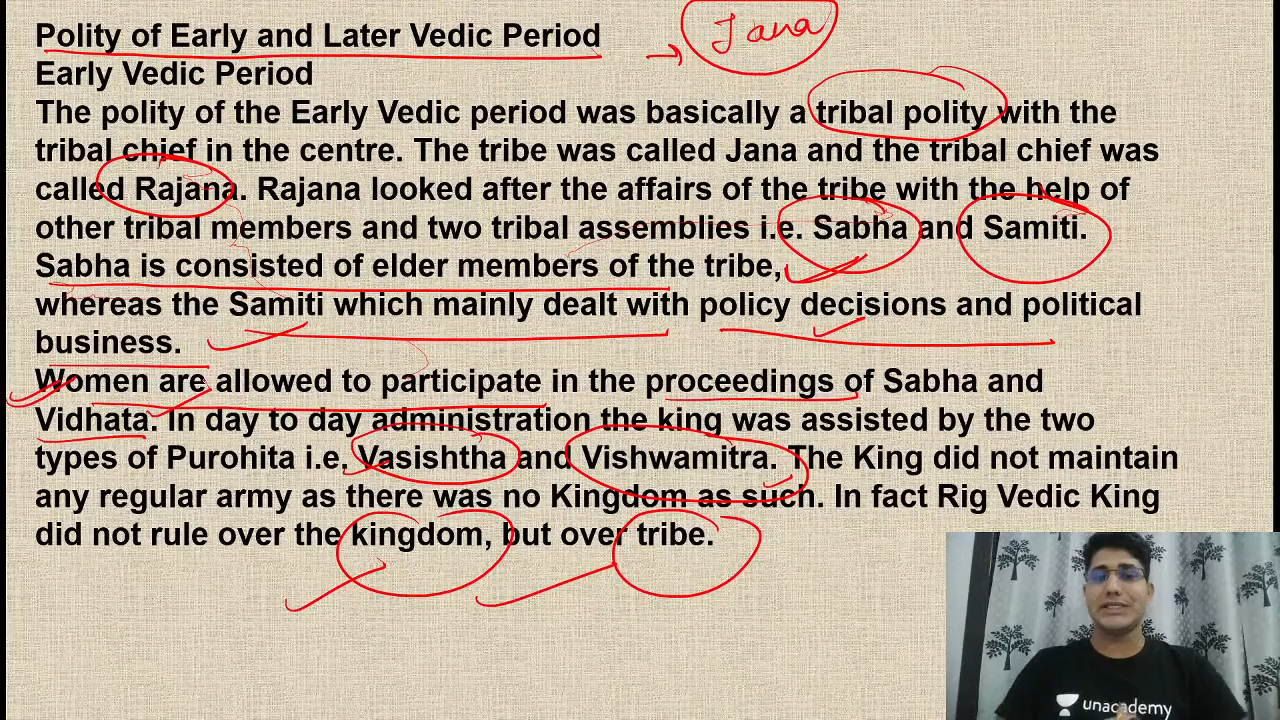 Polity of Early and Later Vedic Period
Jana
Early Vedic Period
The polity of the Early Vedic period was basically a tribal polity with the
tribal chief in the centre. The tribe was called Jana and the tribal chief was
called Rajana. Rajana looked after the affairs of the tribe with the help of
other tribal members and two tribal assemblies i.e. Sabha and Samiti.
Sabha is consisted of elder members of the tribe,
whereas the Samiti which mainly dealt with policy decisions and political
business.
Women are allowed to participate in the proceedings of Sabha and
Vidhata. In day to day administration the king was assisted by the two
types of Purohita i.e. Vasishtha and Vishwamitra. The King did not maintain
any regular army as there was no Kingdom as such. In fact Rig Vedic King
did not rule over the kingdom, but over tribe.
unacademy